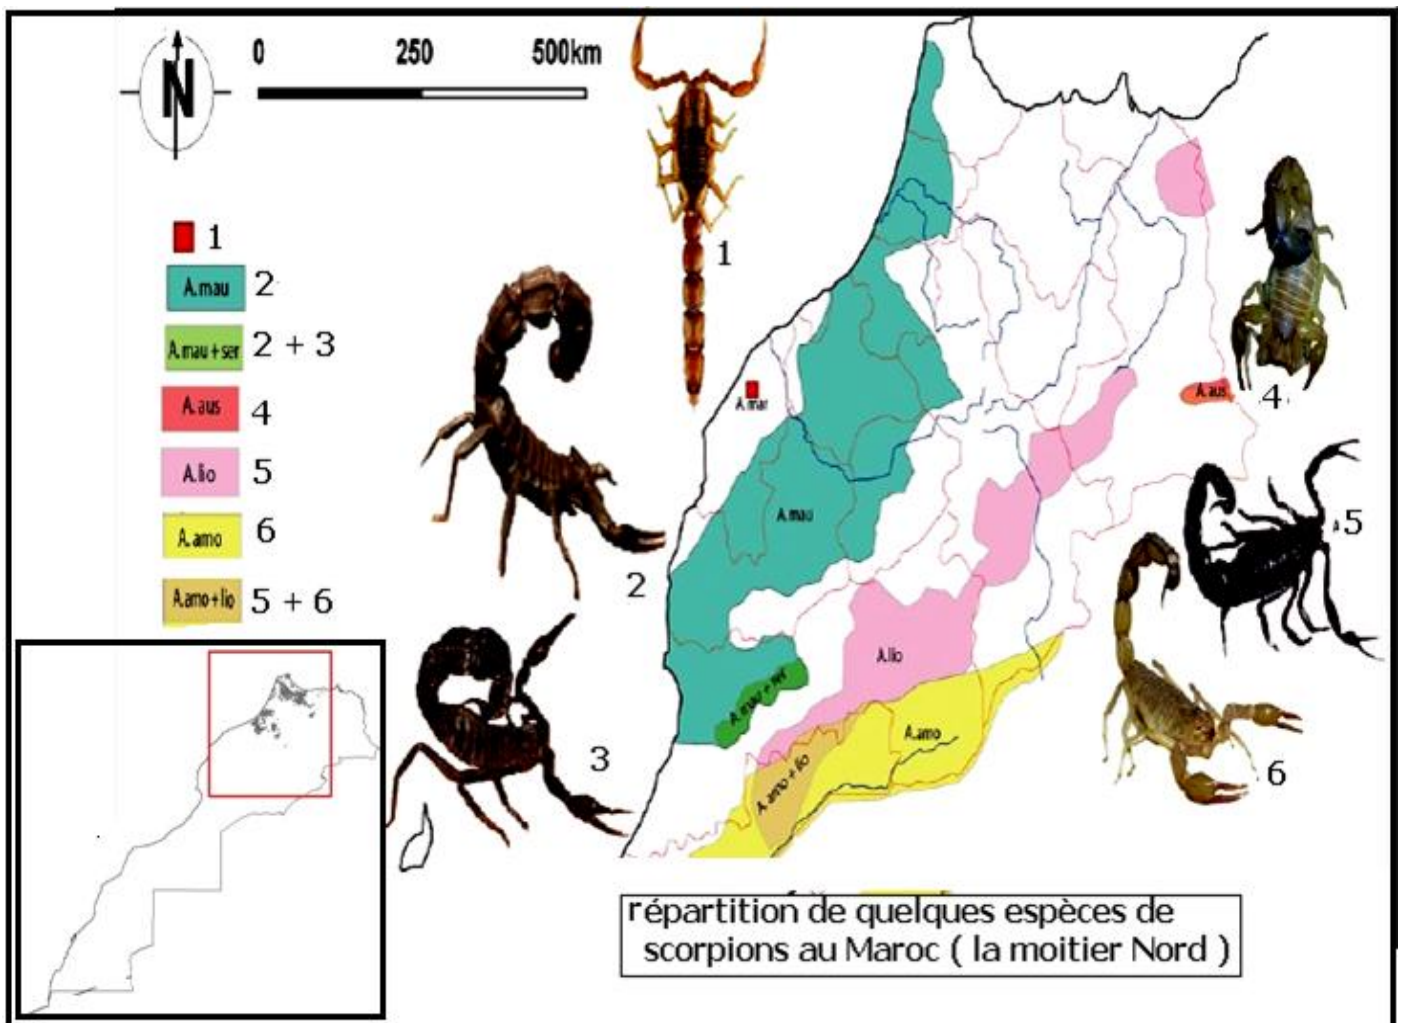 0 250 500km
N
1
A.mau 2
A.mau + ser 2 + 3
A.aus 4
A.lio 5
A.amo 6
A.amo + lio 5 + 6
1
2
3
4
5
6
A.mar
A.aus
A.mau
A.lio
A.mau + ser
A.amo
A.amo + lio
répartition de quelques espèces de
scorpions au Maroc ( la moitier Nord )